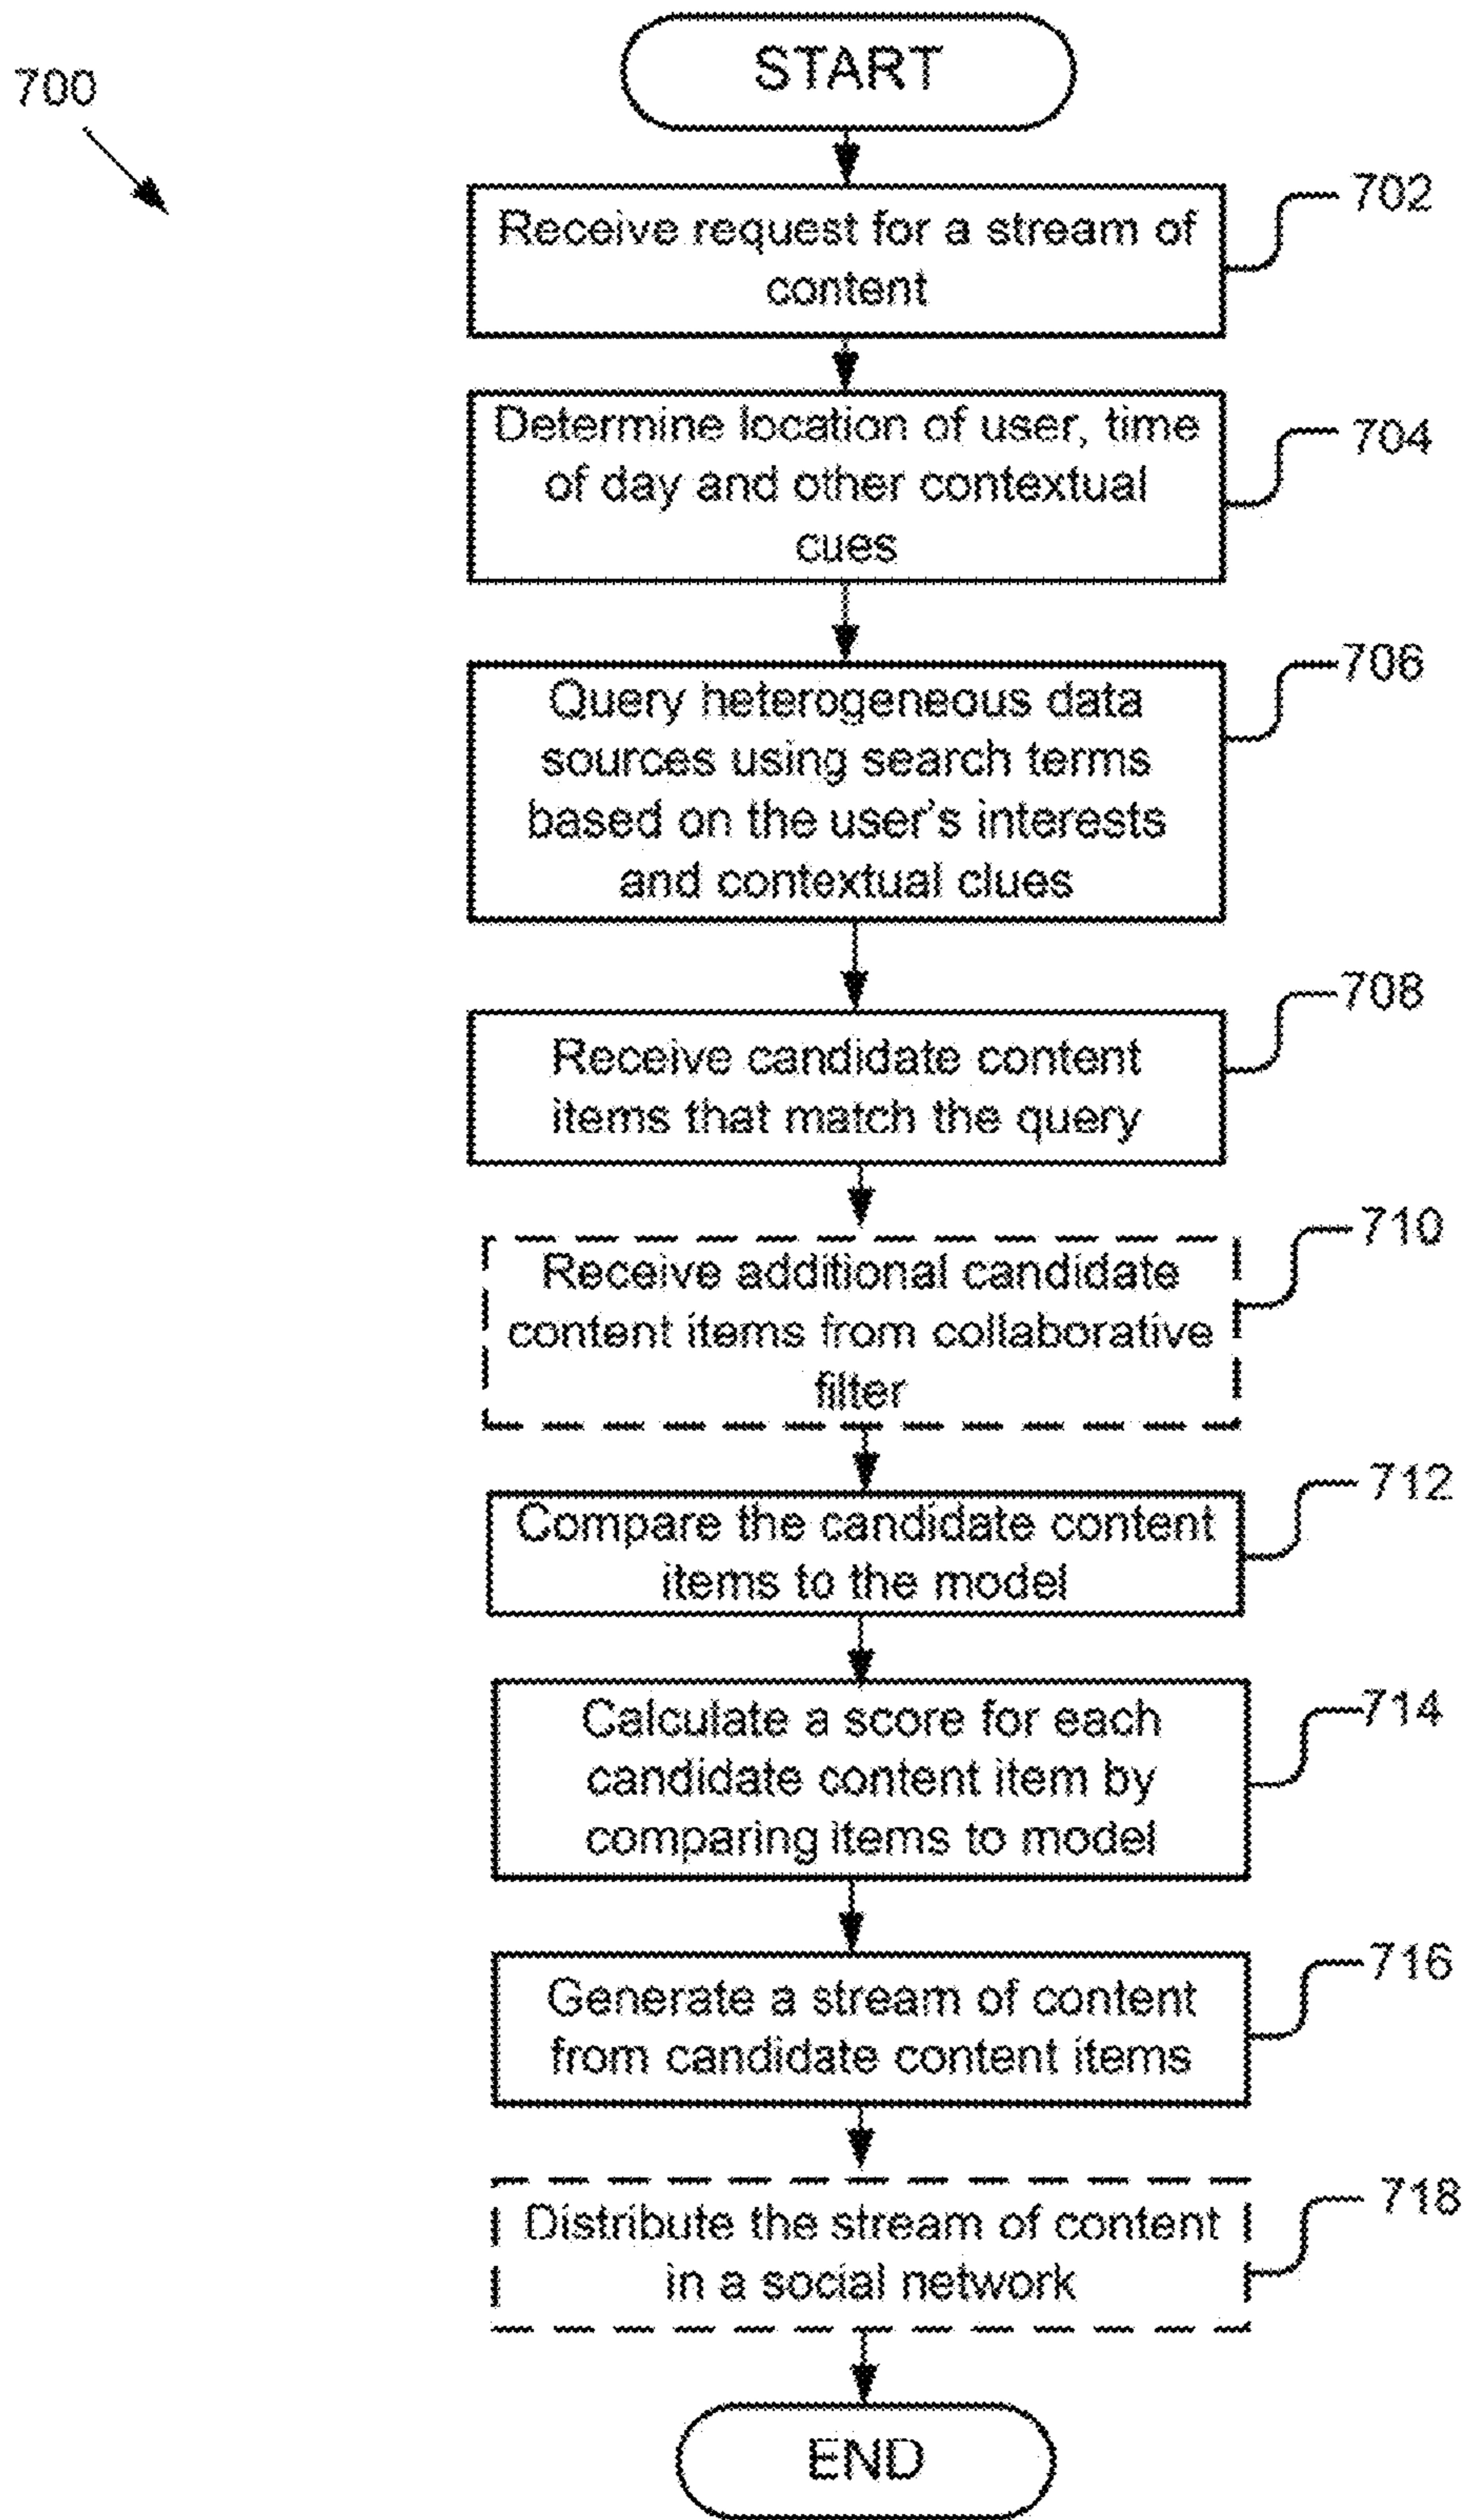 START
700
Receive request for a stream of
content
702
Determine location of user, time
of day and other contextual
cues
704
Query heterogeneous data
sources using search terms
based on the user's interests
and contextual clues
706
Receive candidate content
items that match the query
708
Receive additional candidate
content items from collaborative
filter
710
Compare the candidate content
items to the model
712
Calculate a score for each
candidate content item by
comparing items to model
714
Generate a stream of content
from candidate content items
716
Distribute the stream of content
in a social network
718
END